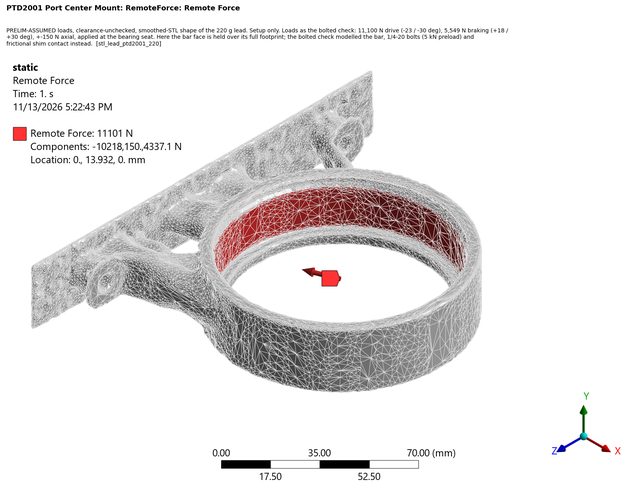 PTD2001 Port Center Mount: RemoteForce: Remote Force
PRELIM-ASSUMED loads, clearance-unchecked, smoothed-STL shape of the 220 g lead. Setup only. Loads as the bolted check: 11,100 N drive (-23 / -30 deg), 5,549 N braking (+18 /
+30 deg), +-150 N axial, applied at the bearing seat. Here the bar face is held over its full footprint; the bolted check modelled the bar, 1/4-20 bolts (5 kN preload) and
frictional shim contact instead. [stl_lead_ptd2001_220]
static
Remote Force
Time: 1. s
11/13/2026 5:22:43 PM
Remote Force: 11101 N
Components: -10218,150.,4337.1 N
Location: 0., 13.932, 0. mm
0.00 35.00 70.00 (mm)
17.50 52.50
Y
Z X